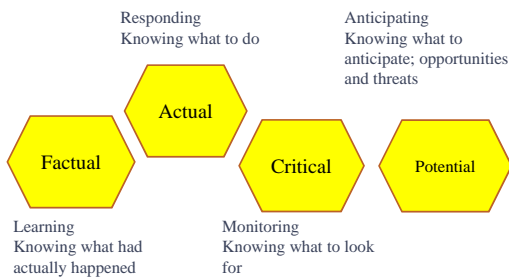 Responding
Knowing what to do
Anticipating
Knowing what to
anticipate; opportunities
and threats
Actual
Factual
Critical
Potential
Learning
Knowing what had
actually happened
Monitoring
Knowing what to look
for